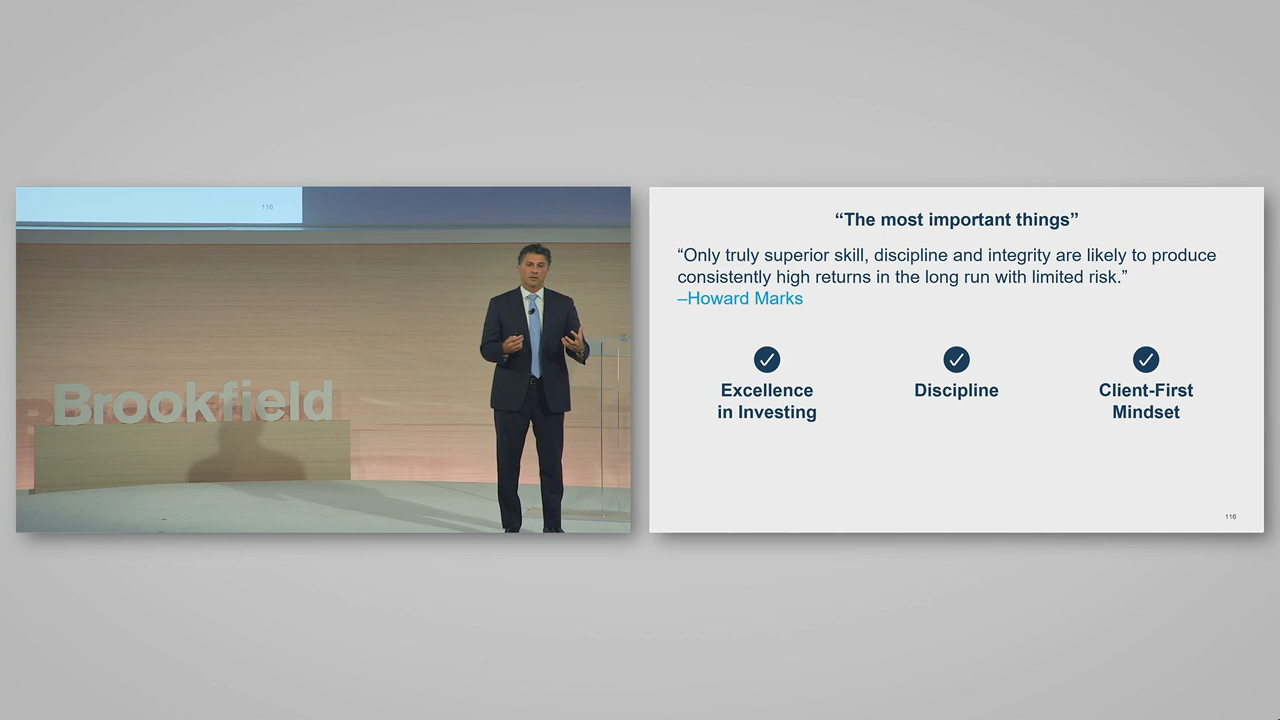 116
Brookfield
“The most important things”
“Only truly superior skill, discipline and integrity are likely to produce
consistently high returns in the long run with limited risk.”
–Howard Marks
Excellence
in Investing
Discipline
Client-First
Mindset
116